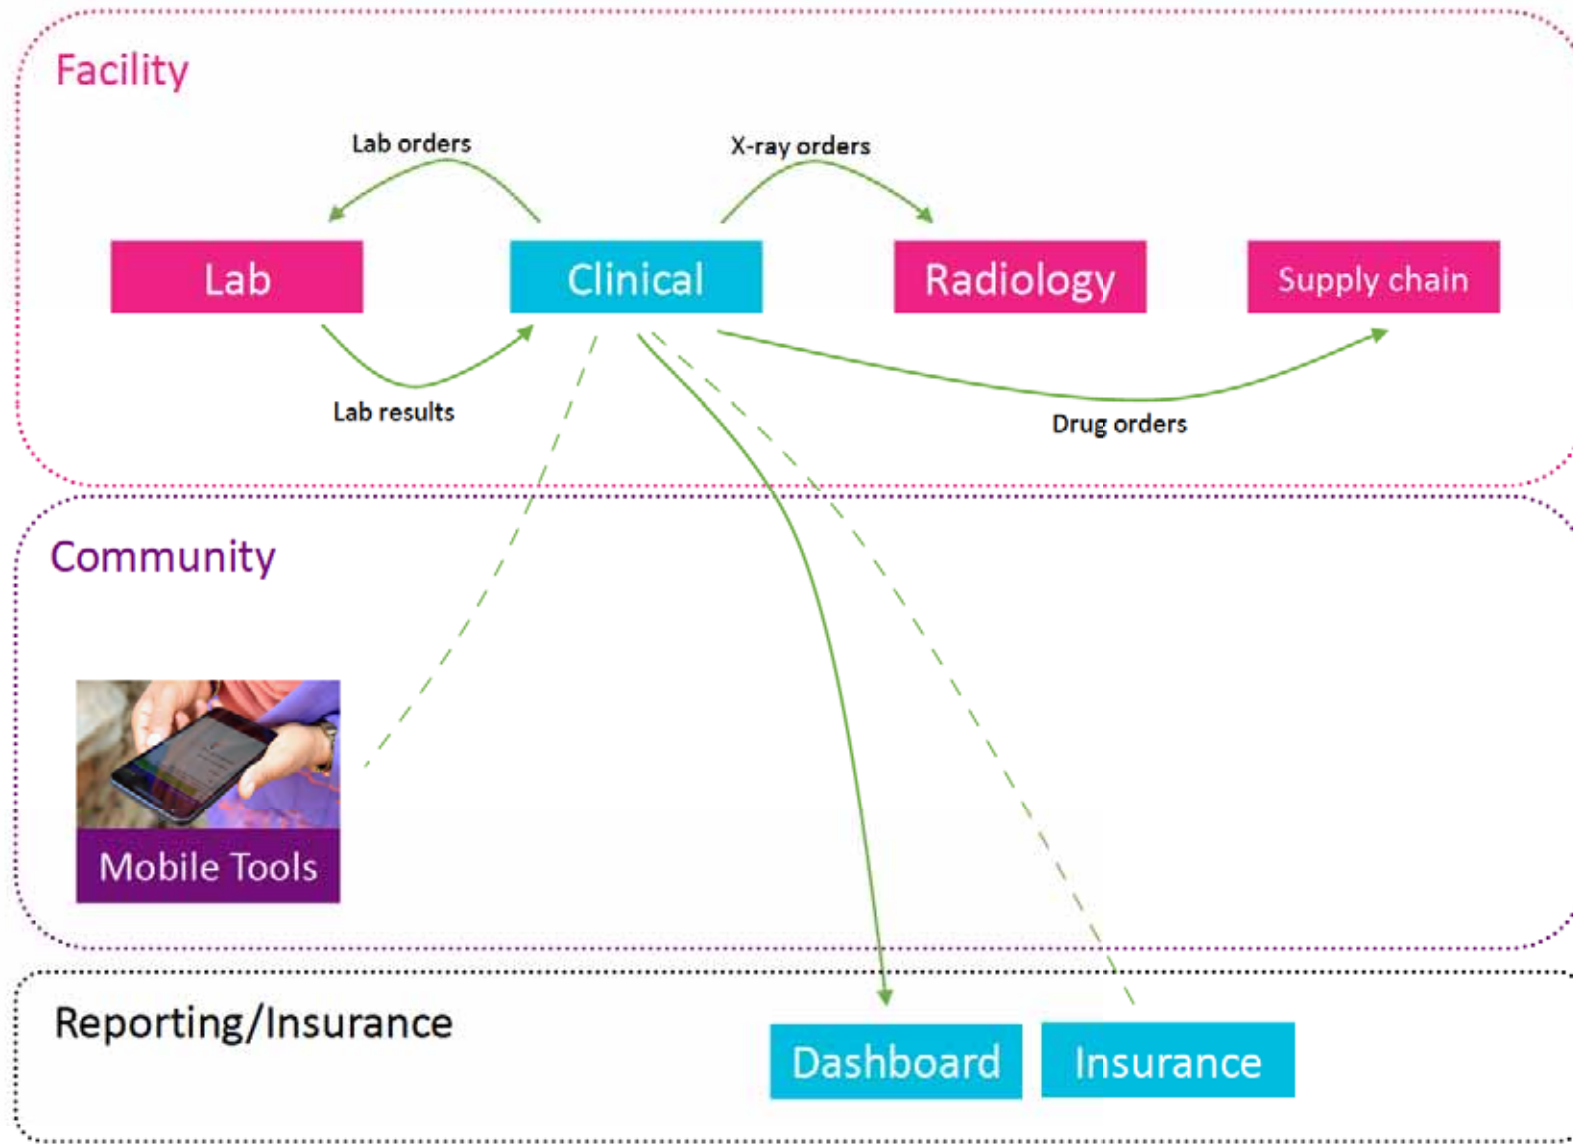 Facility
Lab orders
X-ray orders
Lab
Clinical
Radiology
Supply chain
Lab results
Drug orders
Community
Mobile Tools
Reporting/Insurance
Dashboard
Insurance